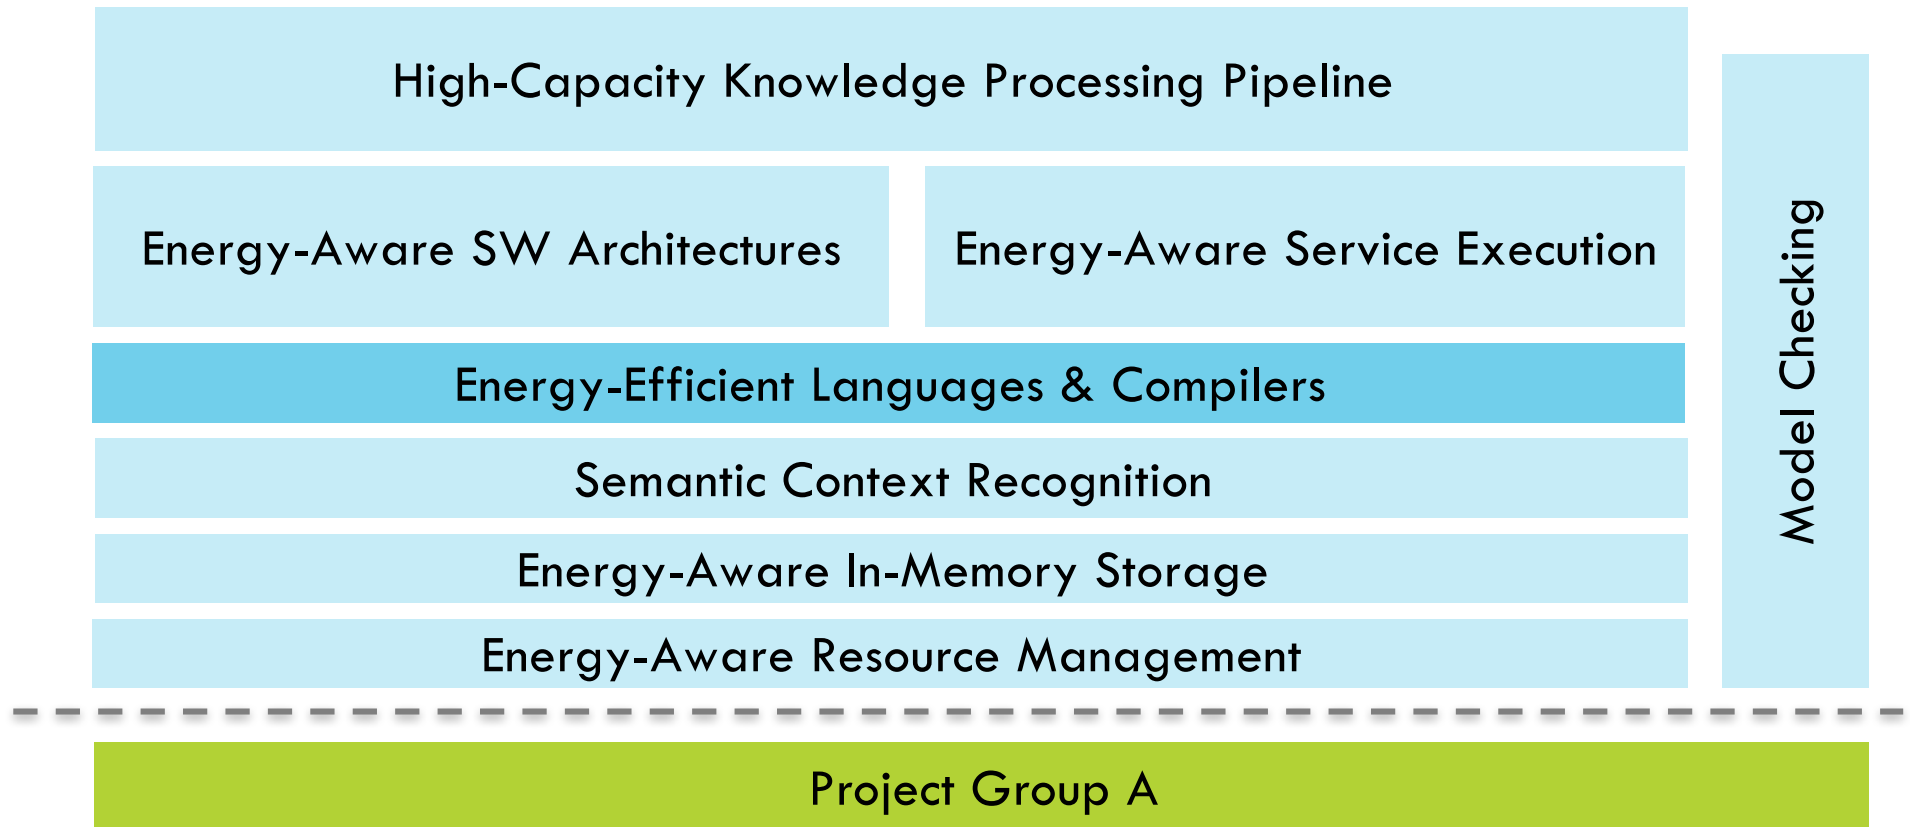 High-Capacity Knowledge Processing Pipeline
Energy-Aware SW Architectures
Energy-Aware Service Execution
Energy-Efficient Languages & Compilers
Semantic Context Recognition
Energy-Aware In-Memory Storage
Energy-Aware Resource Management
Model Checking
Project Group A